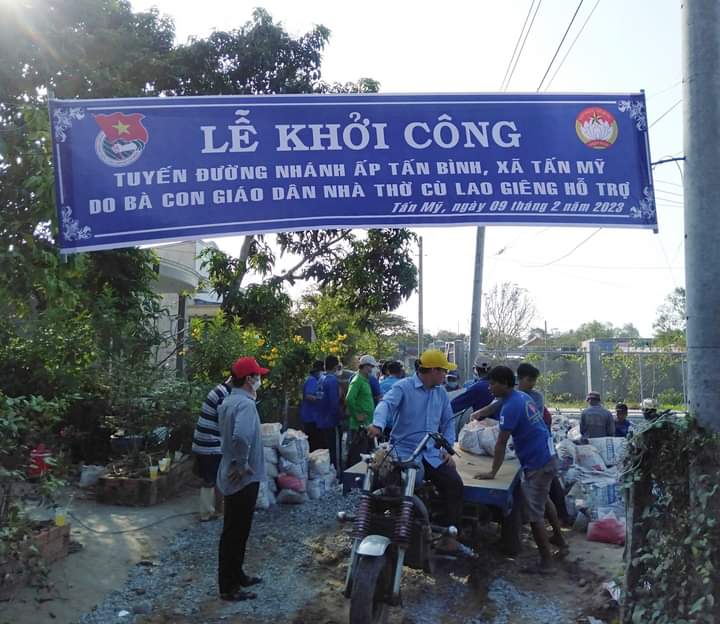 LỄ KHỞI CÔNG
TUYẾN ĐƯỜNG NHÁNH ẤP TẤN BÌNH, XÃ TẤN MỸ
DO BÀ CON GIÁO DÂN NHÀ THỜ CÙ LAO GIÊNG HỖ TRỢ
Tấn Mỹ, ngày 09 tháng 2 năm 2023